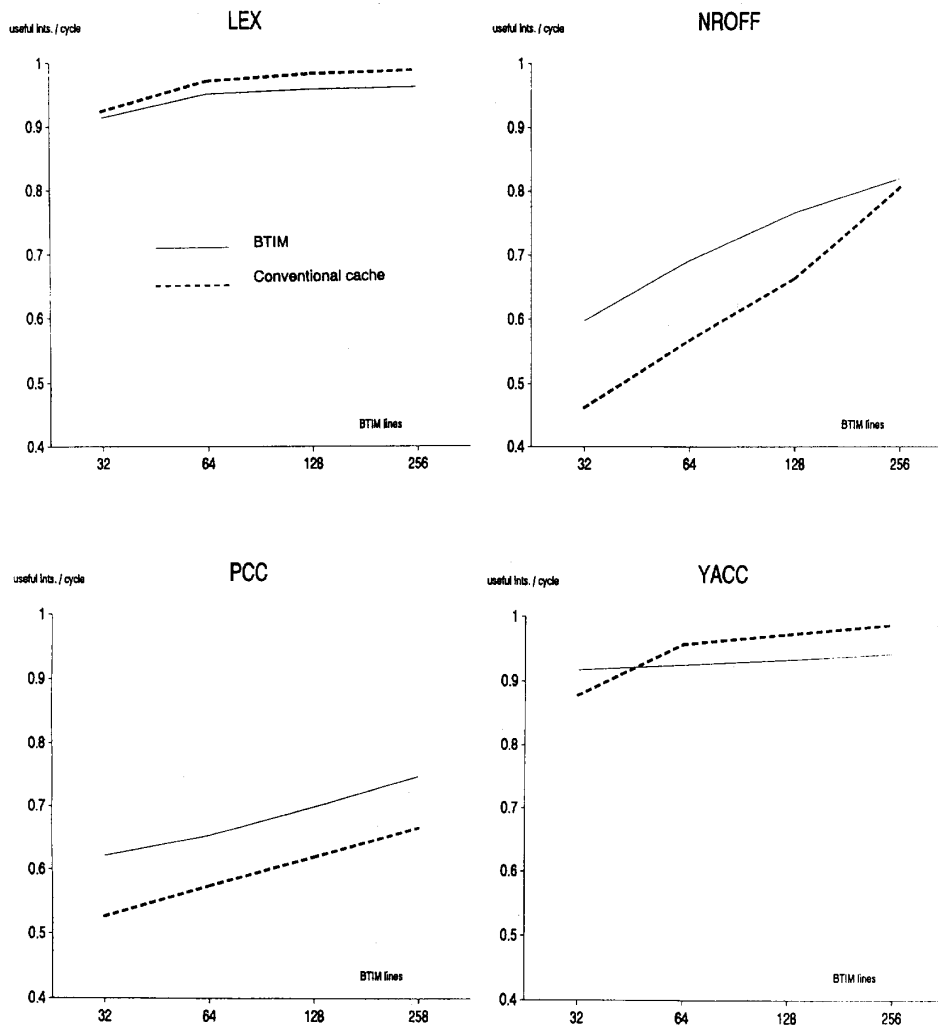 LEX
useful ints. / cycle
1
0.9
0.8
0.7
0.6
0.5
0.4
BTIM
Conventional cache
BTIM lines
32 64 128 256
NROFF
useful ints. / cycle
1
0.9
0.8
0.7
0.6
0.5
0.4
BTIM lines
32 64 128 256
PCC
useful ints. / cycle
1
0.9
0.8
0.7
0.6
0.5
0.4
BTIM lines
32 64 128 258
YACC
useful ints. / cycle
1
0.9
0.8
0.7
0.6
0.5
0.4
BTIM lines
32 64 128 256